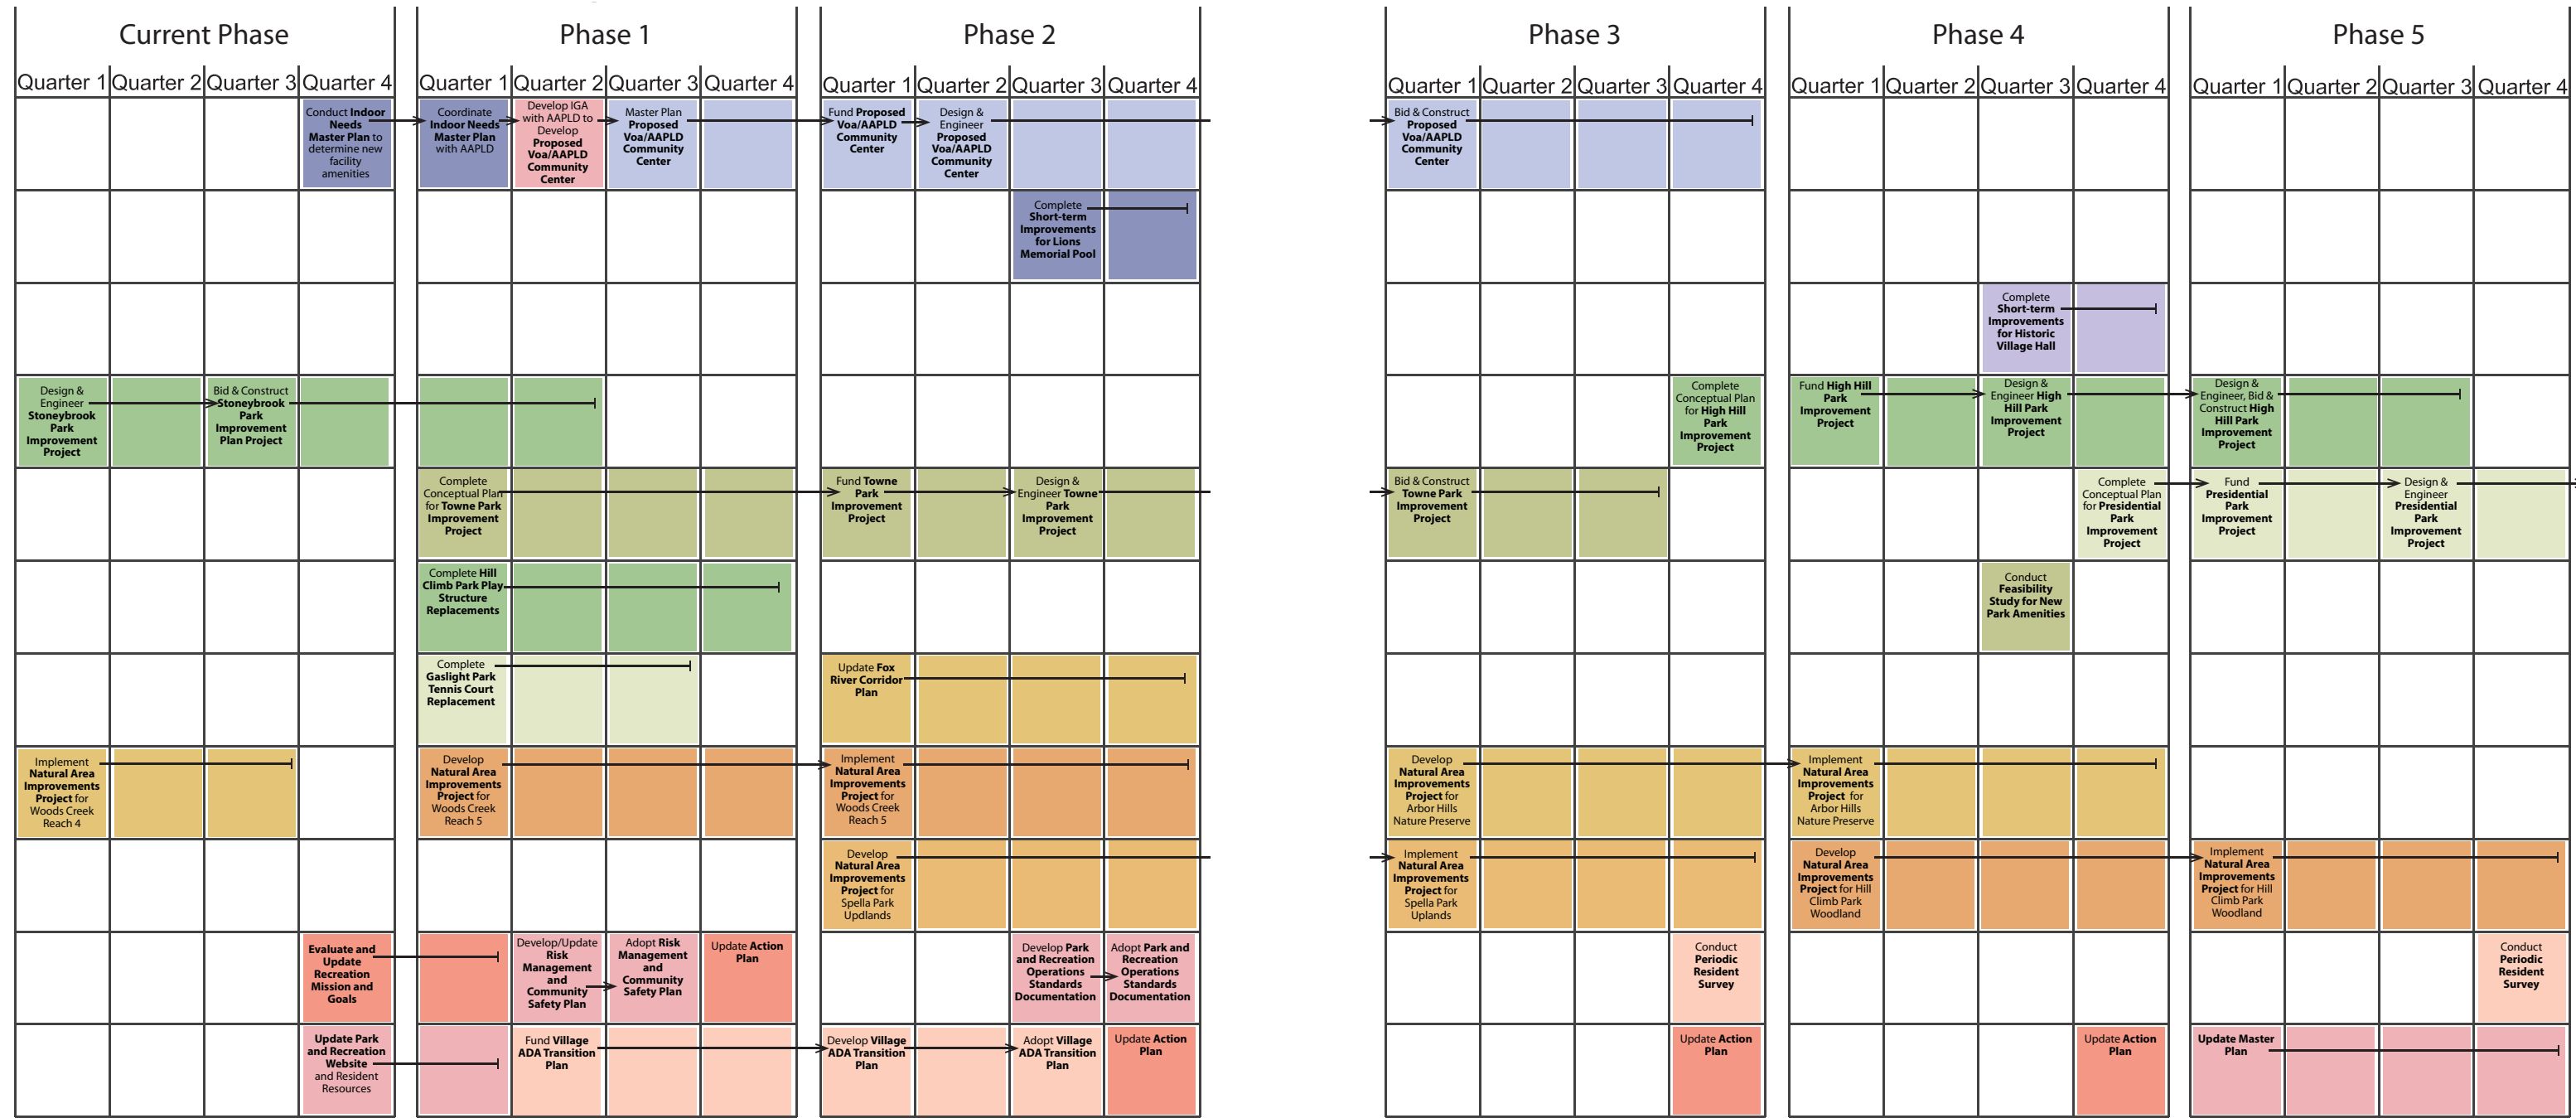 Current Phase
Phase 1
Phase 2
Phase 3
Phase 4
Phase 5
Quarter 1 Quarter 2 Quarter 3 Quarter 4
Quarter 1 Quarter 2 Quarter 3 Quarter 4
Quarter 1 Quarter 2 Quarter 3 Quarter 4
Quarter 1 Quarter 2 Quarter 3 Quarter 4
Quarter 1 Quarter 2 Quarter 3 Quarter 4
Quarter 1 Quarter 2 Quarter 3 Quarter 4
Conduct Indoor
Needs
Master Plan to
determine new
facility
amenities
Coordinate
Indoor Needs
Master Plan
with AAPLD
Develop IGA
with AAPLD to
Develop
Proposed
Voa/AAPLD
Community
Center
Master Plan
Proposed
Voa/AAPLD
Community
Center
Fund Proposed
Voa/AAPLD
Community
Center
Design &
Engineer
Proposed
Voa/AAPLD
Community
Center
Bid & Construct
Proposed
Voa/AAPLD
Community
Center
Complete
Short-term
Improvements
for Lions
Memorial Pool
Complete
Short-term
Improvements
for Historic
Village Hall
Design &
Engineer
Stoneybrook
Park
Improvement
Project
Bid & Construct
Stoneybrook
Park
Improvement
Plan Project
Complete
Conceptual Plan
for High Hill
Park
Improvement
Project
Fund High Hill
Park
Improvement
Project
Design &
Engineer High
Hill Park
Improvement
Project
Design &
Engineer, Bid &
Construct High
Hill Park
Improvement
Project
Complete
Conceptual Plan
for Towne Park
Improvement
Project
Fund Towne
Park
Improvement
Project
Design &
Engineer Towne
Park
Improvement
Project
Bid & Construct
Towne Park
Improvement
Project
Complete
Conceptual Plan
for Presidential
Park
Improvement
Project
Fund
Presidential
Park
Improvement
Project
Design &
Engineer
Presidential
Park
Improvement
Project
Complete Hill
Climb Park Play
Structure
Replacements
Conduct
Feasibility
Study for New
Park Amenities
Complete
Gaslight Park
Tennis Court
Replacement
Update Fox
River Corridor
Plan
Implement
Natural Area
Improvements
Project for
Woods Creek
Reach 4
Develop
Natural Area
Improvements
Project for
Woods Creek
Reach 5
Implement
Natural Area
Improvements
Project for
Woods Creek
Reach 5
Develop
Natural Area
Improvements
Project for
Arbor Hills
Nature Preserve
Implement
Natural Area
Improvements
Project for
Arbor Hills
Nature Preserve
Develop
Natural Area
Improvements
Project for
Spella Park
Updlands
Implement
Natural Area
Improvements
Project for
Spella Park
Uplands
Develop
Natural Area
Improvements
Project for Hill
Climb Park
Woodland
Implement
Natural Area
Improvements
Project for Hill
Climb Park
Woodland
Evaluate and
Update
Recreation
Mission and
Goals
Develop/Update
Risk
Management
and
Community
Safety Plan
Adopt Risk
Management
and
Community
Safety Plan
Update Action
Plan
Develop Park
and Recreation
Operations
Standards
Documentation
Adopt Park and
Recreation
Operations
Standards
Documentation
Conduct
Periodic
Resident
Survey
Conduct
Periodic
Resident
Survey
Update Park
and Recreation
Website
and Resident
Resources
Fund Village
ADA Transition
Plan
Develop Village
ADA Transition
Plan
Adopt Village
ADA Transition
Plan
Update Action
Plan
Update Action
Plan
Update Action
Plan
Update Master
Plan